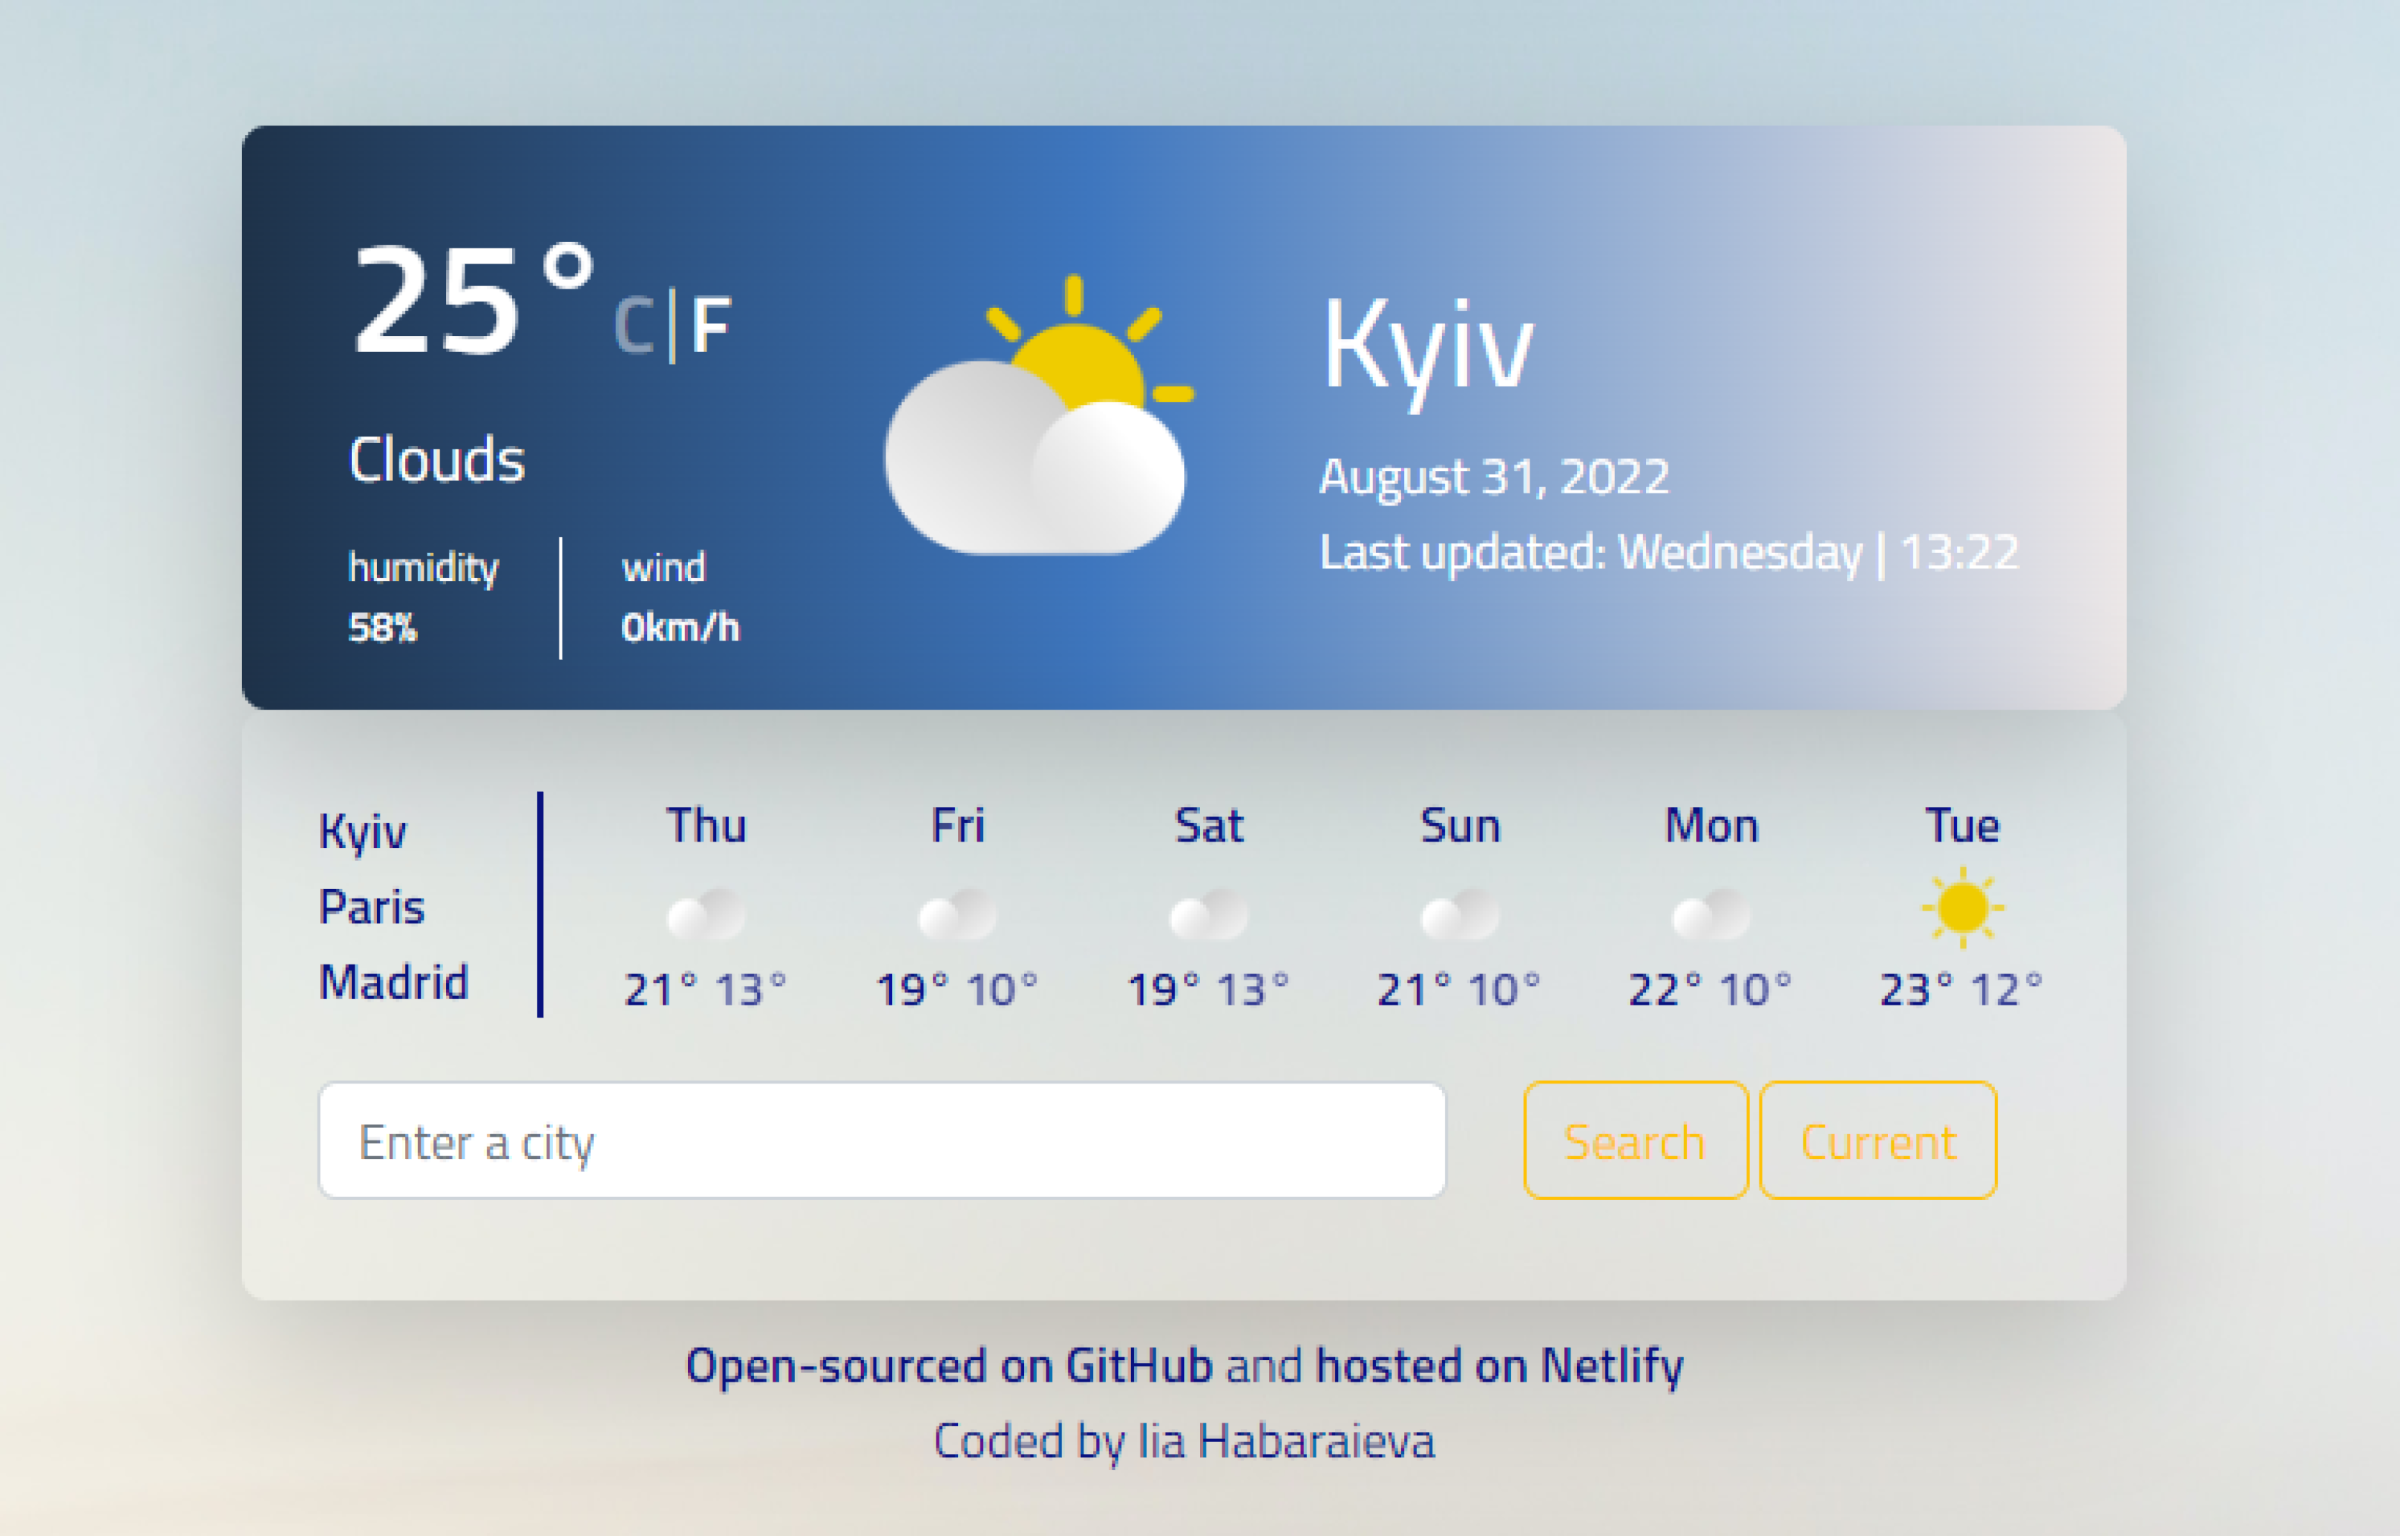 25° C|F
Clouds
humidity
58%
wind
0km/h
Kyiv
August 31, 2022
Last updated: Wednesday | 13:22
Kyiv
Paris
Madrid
Thu
21° 13°
Fri
19° 10°
Sat
19° 13°
Sun
21° 10°
Mon
22° 10°
Tue
23° 12°
Enter a city
Search
Current
Open-sourced on GitHub and hosted on Netlify
Coded by Iia Habaraieva